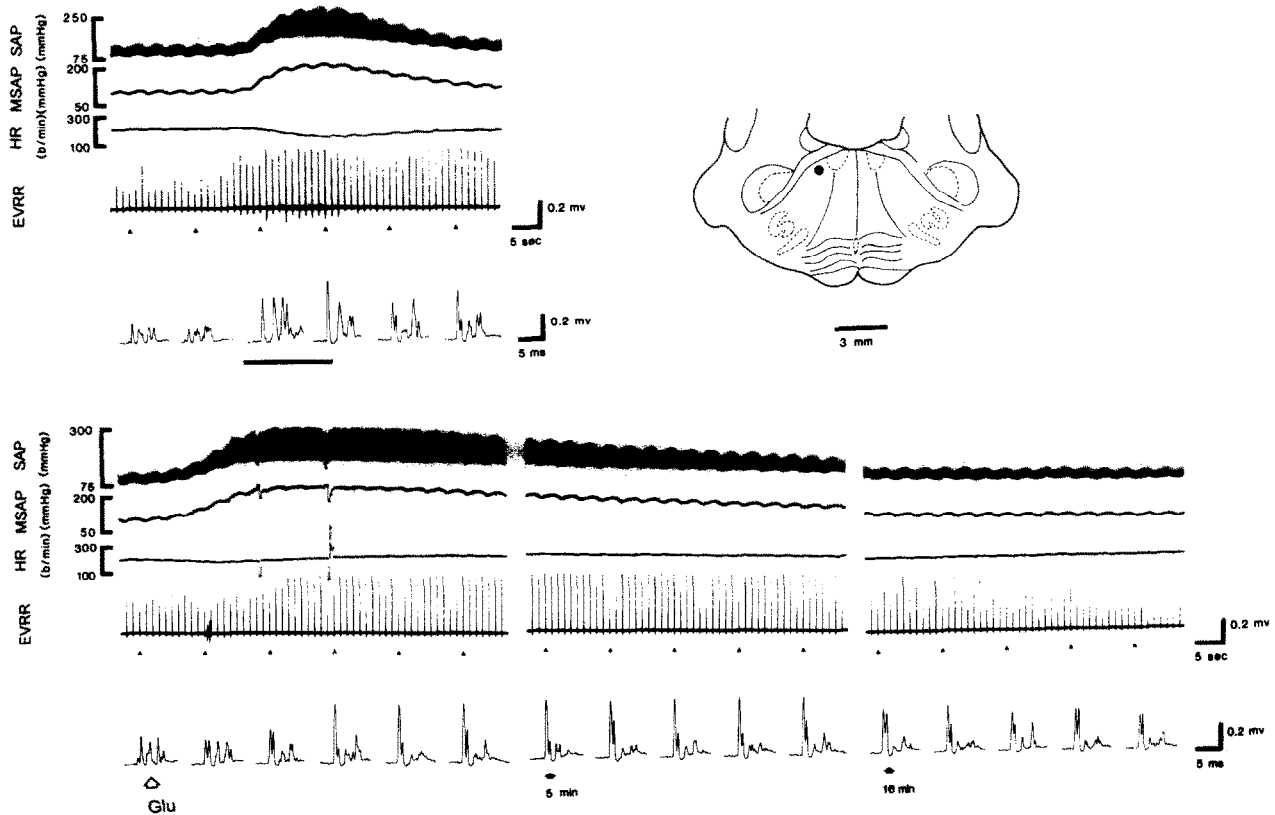 SAP
(mmHg)
250
75
MSAP
(mmHg)
200
50
HR
(b/min)
300
100
EVRR
0.2 mv
5 sec
0.2 mv
5 ms
3 mm
SAP
(mmHg)
300
75
MSAP
(mmHg)
200
50
HR
(b/min)
300
100
EVRR
0.2 mv
5 sec
0.2 mv
5 ms
Glu
5 min
16 min